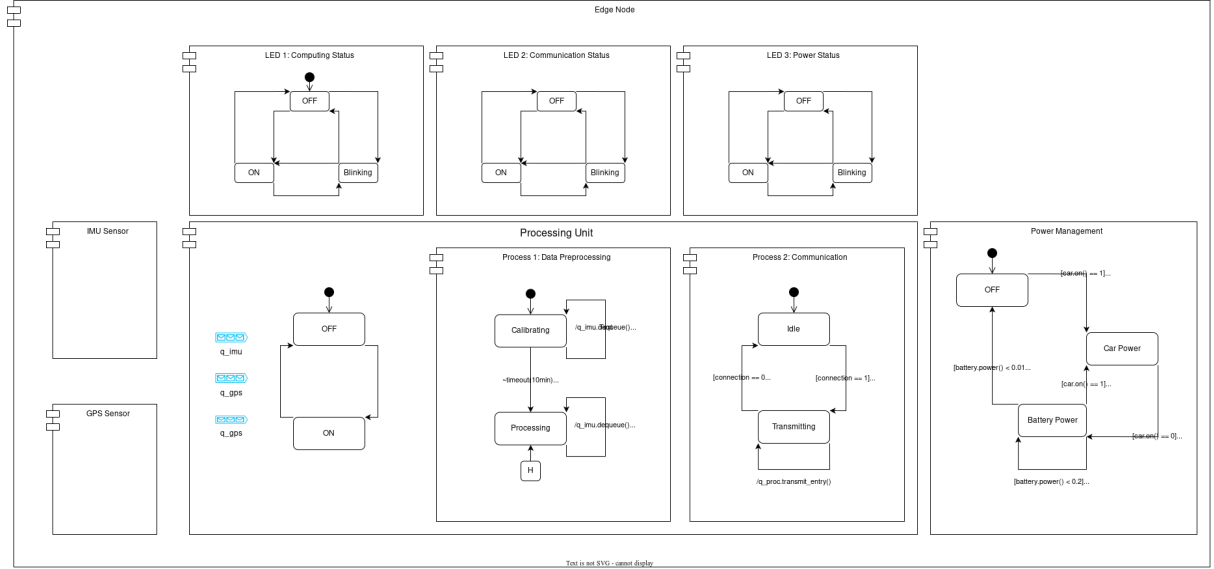 Edge Node
LED 1: Computing Status
LED 2: Communication Status
LED 3: Power Status
OFF
OFF
OFF
ON
Blinking
ON
Blinking
ON
Blinking
IMU Sensor
Processing Unit
Power Management
Process 1: Data Preprocessing
Process 2: Communication
[car.on() == 1]...
OFF
OFF
Calibrating
/q_imu.dequeue()...
Idle
q_imu
Car Power
[battery.power() < 0.01...
~timeout(10min)...
[connection == 0...
[connection == 1]...
[car.on() == 1]...
q_gps
GPS Sensor
q_gps
ON
Processing
/q_imu.dequeue()...
Transmitting
Battery Power
[car.on() == 0]...
H
/q_proc.transmit_entry()
[battery.power() < 0.2]...
Text is not SVG - cannot display